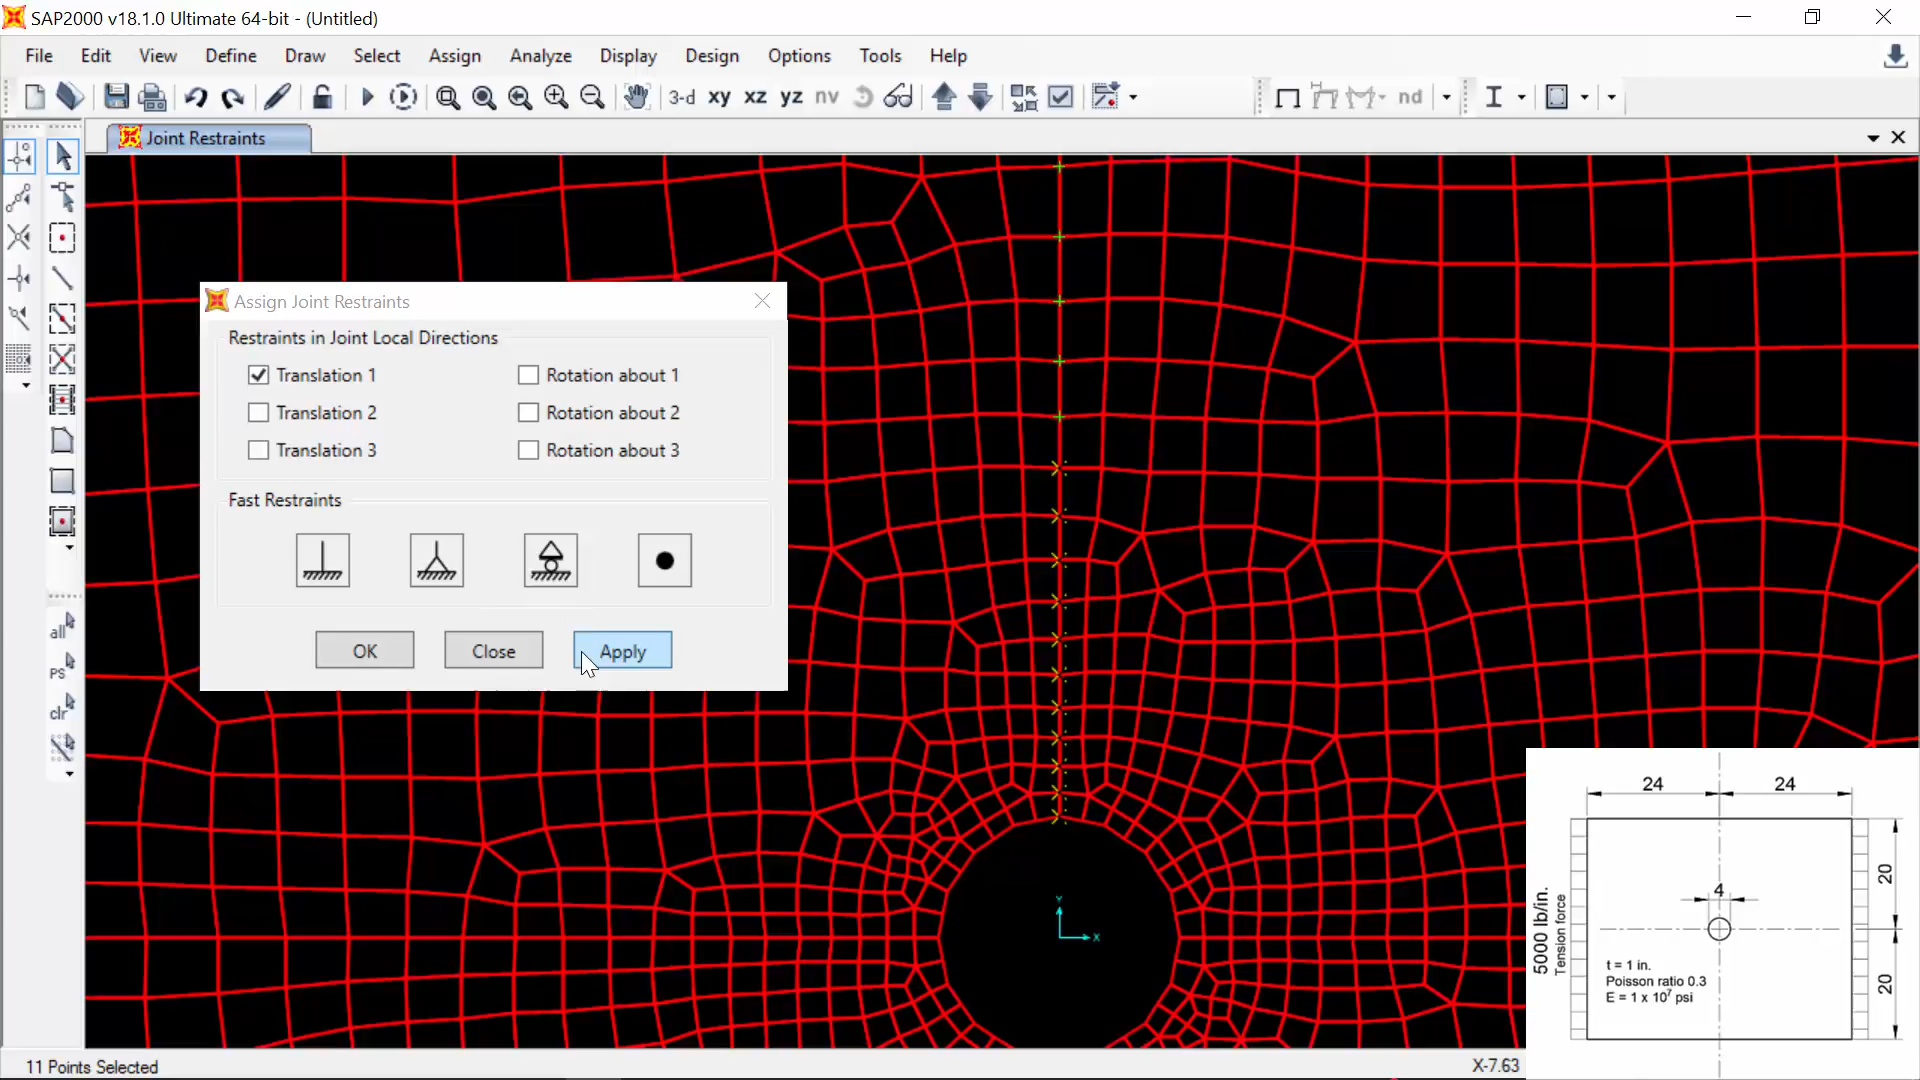 SAP2000 v18.1.0 Ultimate 64-bit - (Untitled)
File Edit View Define Draw Select Assign Analyze Display Design Options Tools Help
3-d xy xz yz nv nd
Joint Restraints
Assign Joint Restraints
Restraints in Joint Local Directions
Translation 1 Rotation about 1
Translation 2 Rotation about 2
Translation 3 Rotation about 3
Fast Restraints
OK Close Apply
all
PS
clr
Y
X
24 24
20
4
5000 lb/in.
Tension force
t = 1 in.
Poisson ratio 0.3
E = 1 x 10⁷ psi
20
11 Points Selected
X-7.63